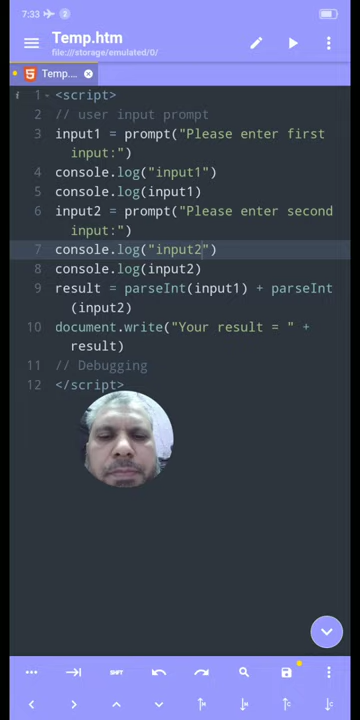 7:33
2
Temp.htm
file:///storage/emulated/0/
Temp....
i 1 <script>
2 // user input prompt
3 input1 = prompt("Please enter first
input:")
4 console.log("input1")
5 console.log(input1)
6 input2 = prompt("Please enter second
input:")
7 console.log("input2")
8 console.log(input2)
9 result = parseInt(input1) + parseInt
(input2)
10 document.write("Your result = " +
result)
11 // Debugging
12 </script>
SHFT